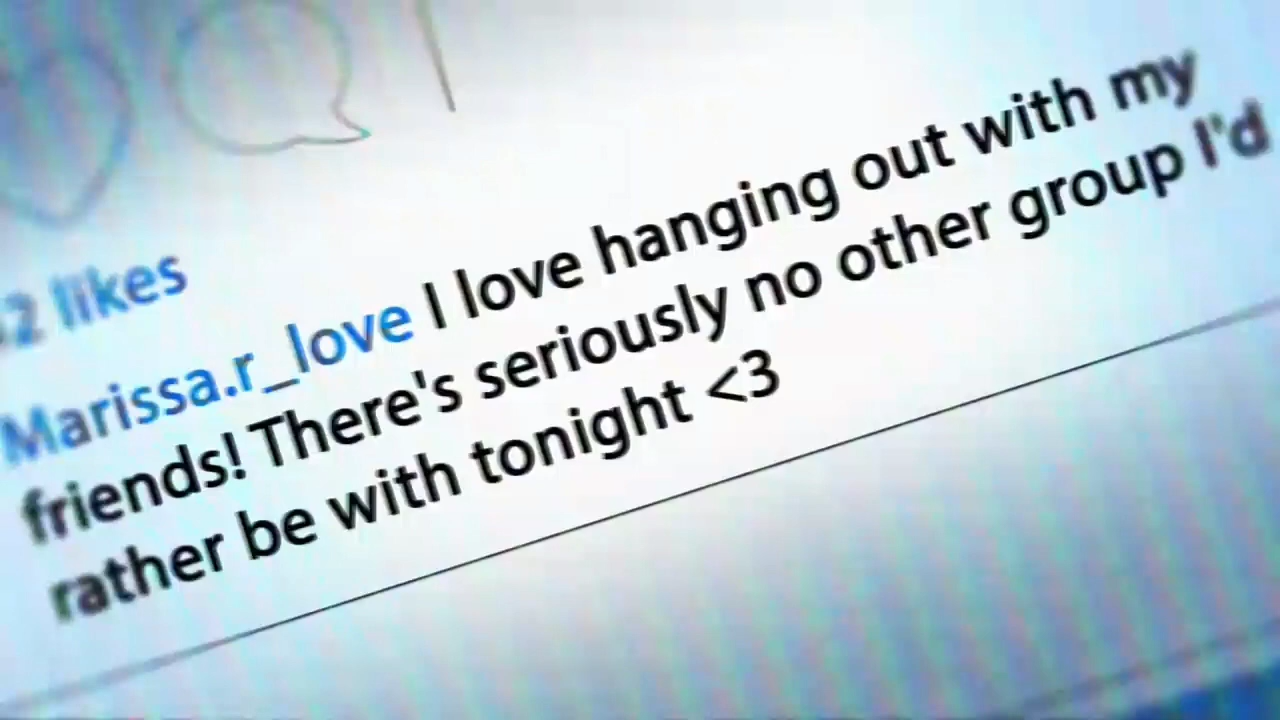 2 likes
Marissa.r_love I love hanging out with my
friends! There's seriously no other group I'd
rather be with tonight <3